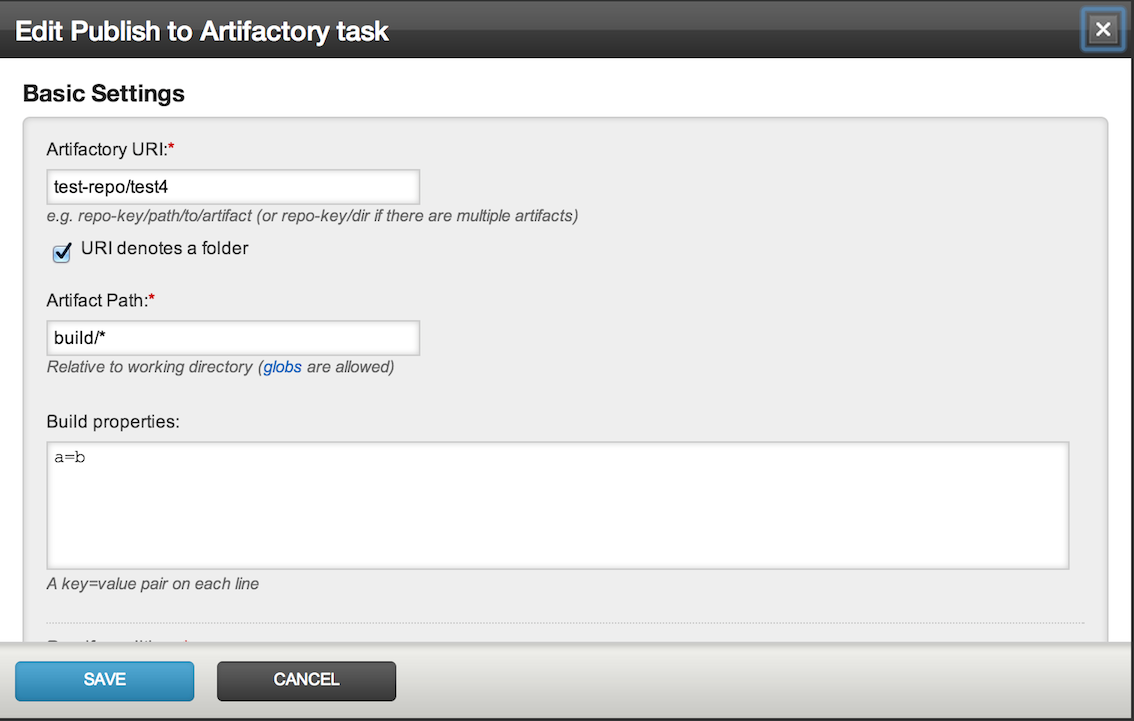 Edit Publish to Artifactory task
Basic Settings
Artifactory URI:*
test-repo/test4
e.g. repo-key/path/to/artifact (or repo-key/dir if there are multiple artifacts)
URI denotes a folder
Artifact Path:*
build/*
Relative to working directory (globs are allowed)
Build properties:
a=b
A key=value pair on each line
SAVE CANCEL